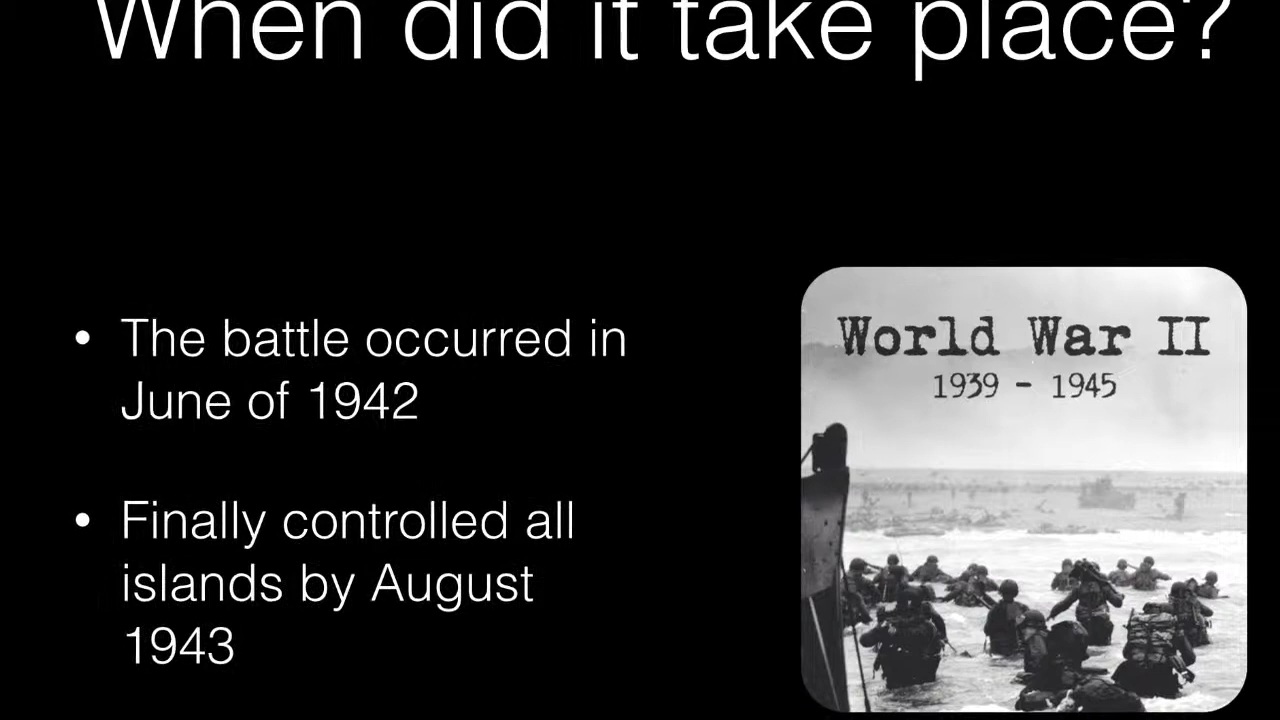 When did it take place?
• The battle occurred in
June of 1942
• Finally controlled all
islands by August
1943
World War II
1939 - 1945